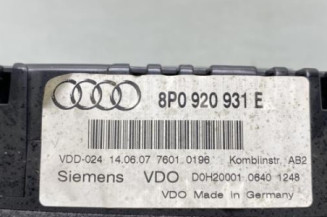 8P0 920 931 E
VDD-024 14.06.07 7601.0196 Kombiinstr. AB2
Siemens VDO D0H20001 0640 1248
VDO Made in Germany